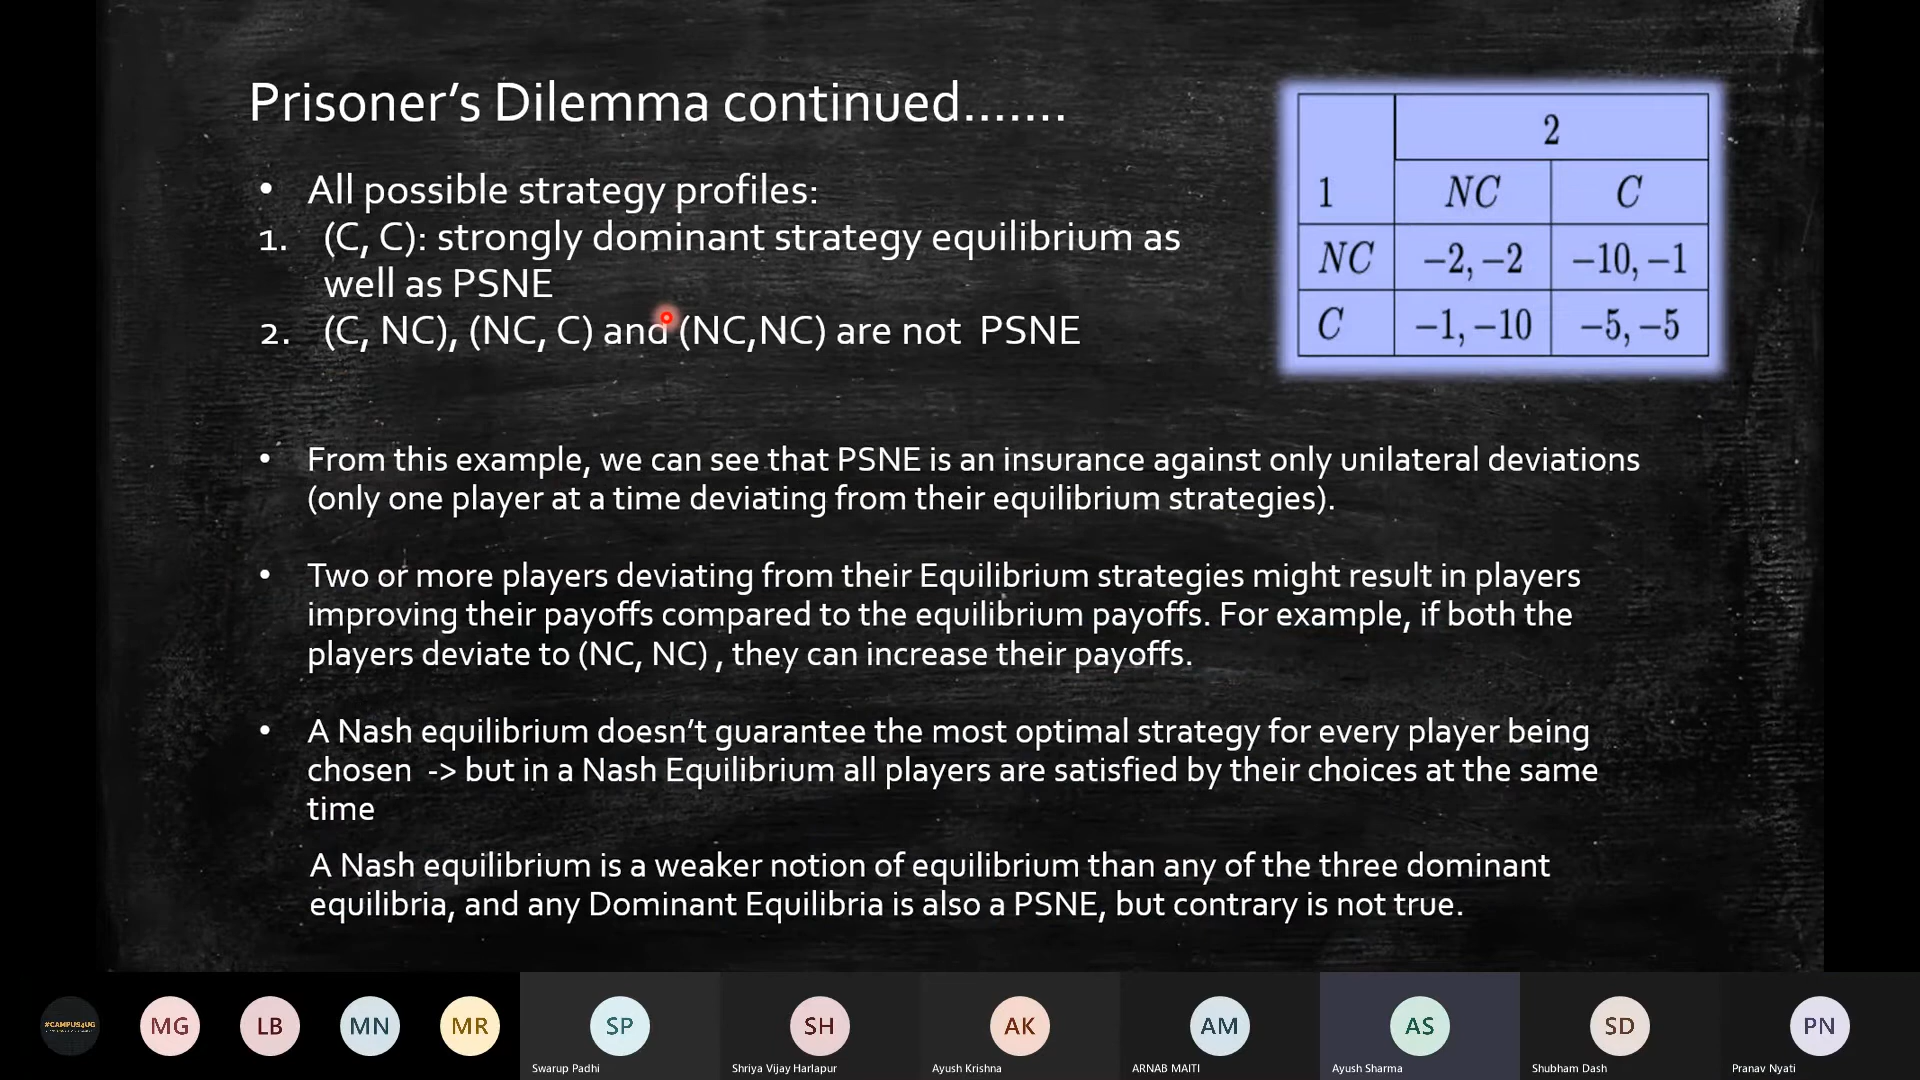 Prisoner’s Dilemma continued.......
• All possible strategy profiles:
1. (C, C): strongly dominant strategy equilibrium as
well as PSNE
2. (C, NC), (NC, C) and (NC,NC) are not PSNE
2
1 NC C
NC −2, −2 −10, −1
C −1, −10 −5, −5
• From this example, we can see that PSNE is an insurance against only unilateral deviations
(only one player at a time deviating from their equilibrium strategies).
• Two or more players deviating from their Equilibrium strategies might result in players
improving their payoffs compared to the equilibrium payoffs. For example, if both the
players deviate to (NC, NC) , they can increase their payoffs.
• A Nash equilibrium doesn’t guarantee the most optimal strategy for every player being
chosen -> but in a Nash Equilibrium all players are satisfied by their choices at the same
time
A Nash equilibrium is a weaker notion of equilibrium than any of the three dominant
equilibria, and any Dominant Equilibria is also a PSNE, but contrary is not true.
#CAMPUS4UG
MG LB MN MR SP SH AK AM AS SD PN
Swarup Padhi Shriya Vijay Harlapur Ayush Krishna ARNAB MAITI Ayush Sharma Shubham Dash Pranav Nyati